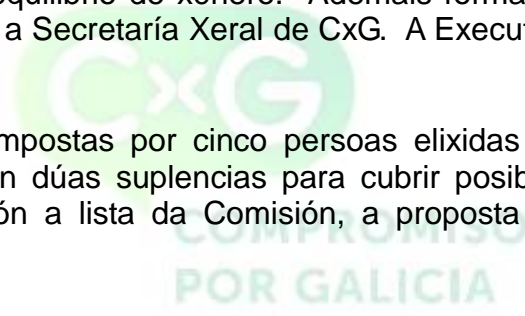 equilibrio de xénero. Ademais forma
a Secretaría Xeral de CxG. A Execut
mpostas por cinco persoas elixidas
n dúas suplencias para cubrir posib
ón a lista da Comisión, a proposta
CxG
COMPROMISO
POR GALICIA